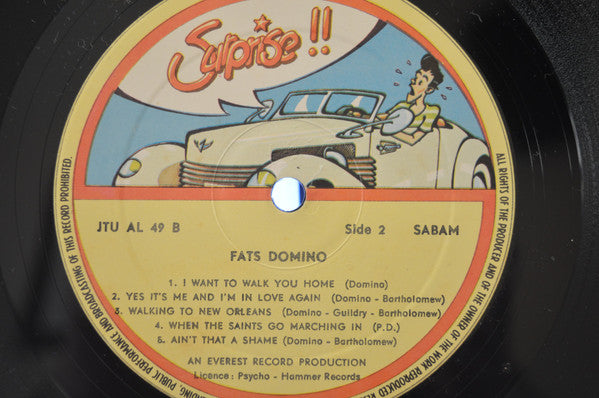 Surprise !!
JTU AL 49 B
Side 2 SABAM
FATS DOMINO
1. I WANT TO WALK YOU HOME (Domino)
2. YES IT'S ME AND I'M IN LOVE AGAIN (Domino - Bartholomew)
3. WALKING TO NEW ORLEANS (Domino - Guildry - Bartholomew)
4. WHEN THE SAINTS GO MARCHING IN (P.D.)
5. AIN'T THAT A SHAME (Domino - Bartholomew)
AN EVEREST RECORD PRODUCTION
Licence : Psycho - Hammer Records
ALL RIGHTS OF THE PRODUCER AND OF THE OWNER OF THE WORK REPRODUCED
PUBLIC PERFORMANCE AND BROADCASTING OF THIS RECORD PROHIBITED.